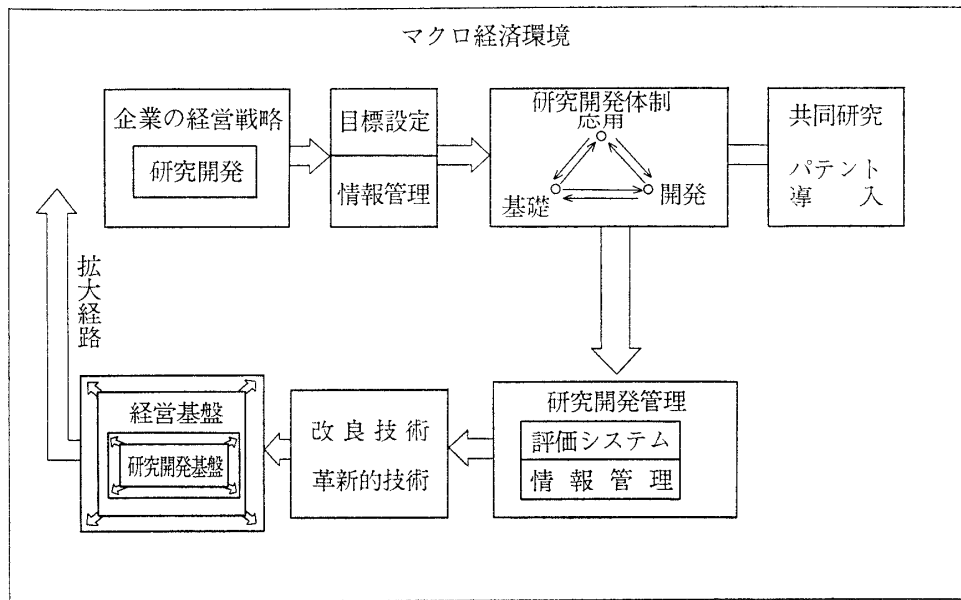 マクロ経済環境
企業の経営戦略
研究開発
目標設定
情報管理
研究開発体制
応用
基礎
開発
共同研究
パテント
導入
拡大経路
経営基盤
研究開発基盤
改良技術
革新的技術
研究開発管理
評価システム
情報管理